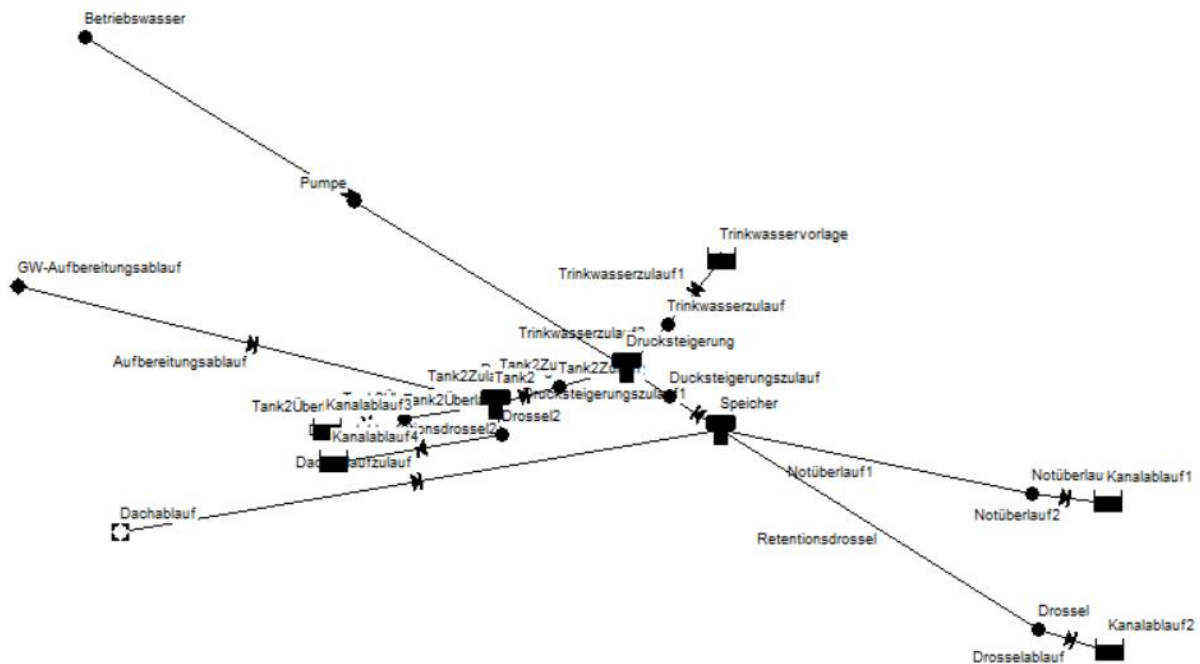 Betriebswasser
Pumpe
Trinkwasservorlage
GW-Aufbereitungsablauf
Trinkwasserzulauf1
Trinkwasserzulauf
Drucksteigerung
Aufbereitungsablauf
Tank2
Ducksteigerungszulauf
Speicher
Kanalablauf3
Drossel2
Kanalablauf4
Notüberlauf1
Kanalablauf1
Notüberlauf2
Dachablauf
Retentionsdrossel
Drossel
Kanalablauf2
Drosselablauf